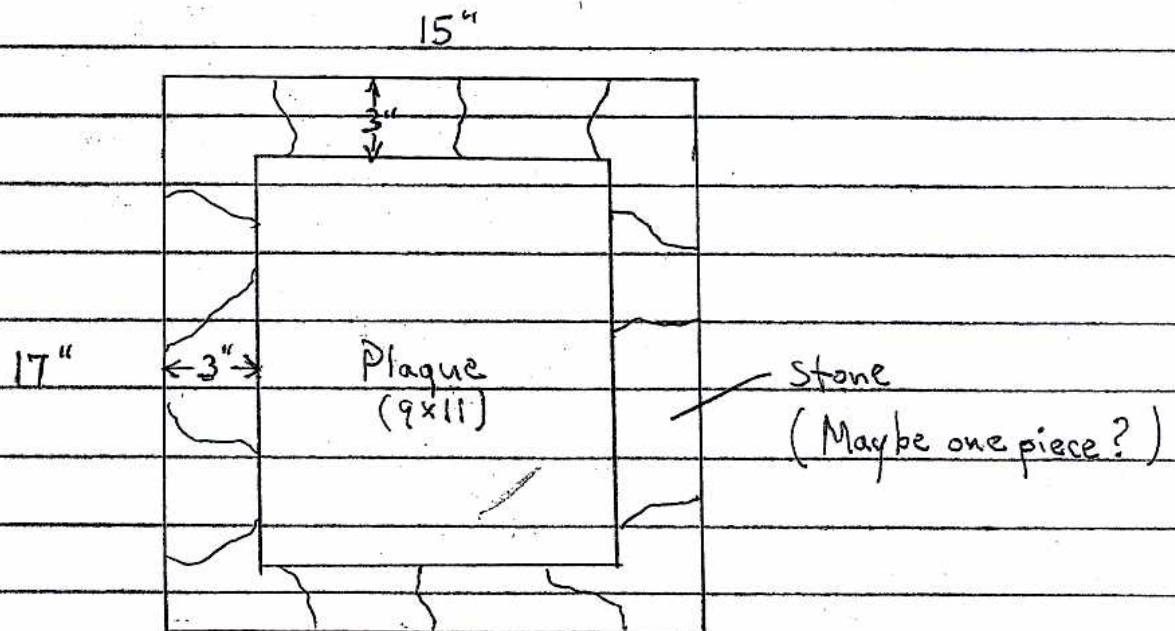 15"
3"
17"
3"
Plaque
(9x11)
Stone
(Maybe one piece?)